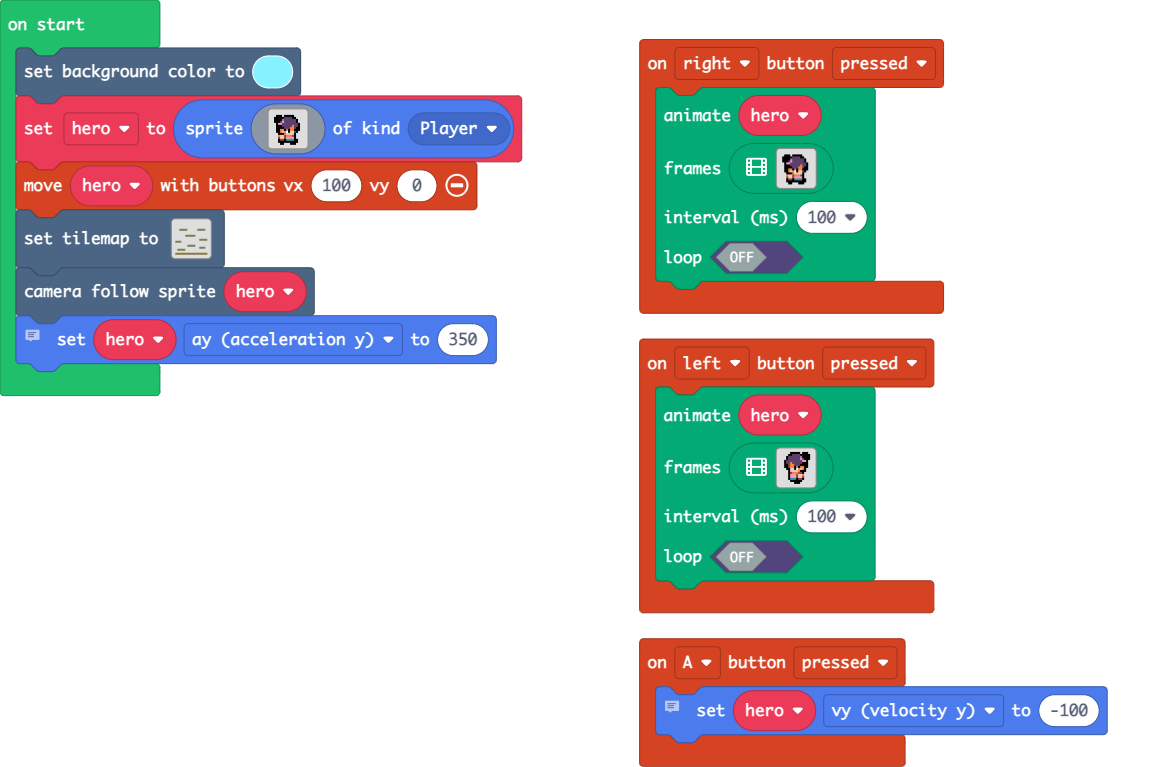 on start
set background color to
set hero to sprite of kind Player
move hero with buttons vx 100 vy 0
set tilemap to
camera follow sprite hero
set hero ay (acceleration y) to 350
on right button pressed
animate hero
frames
interval (ms) 100
loop OFF
on left button pressed
animate hero
frames
interval (ms) 100
loop OFF
on A button pressed
set hero vy (velocity y) to -100